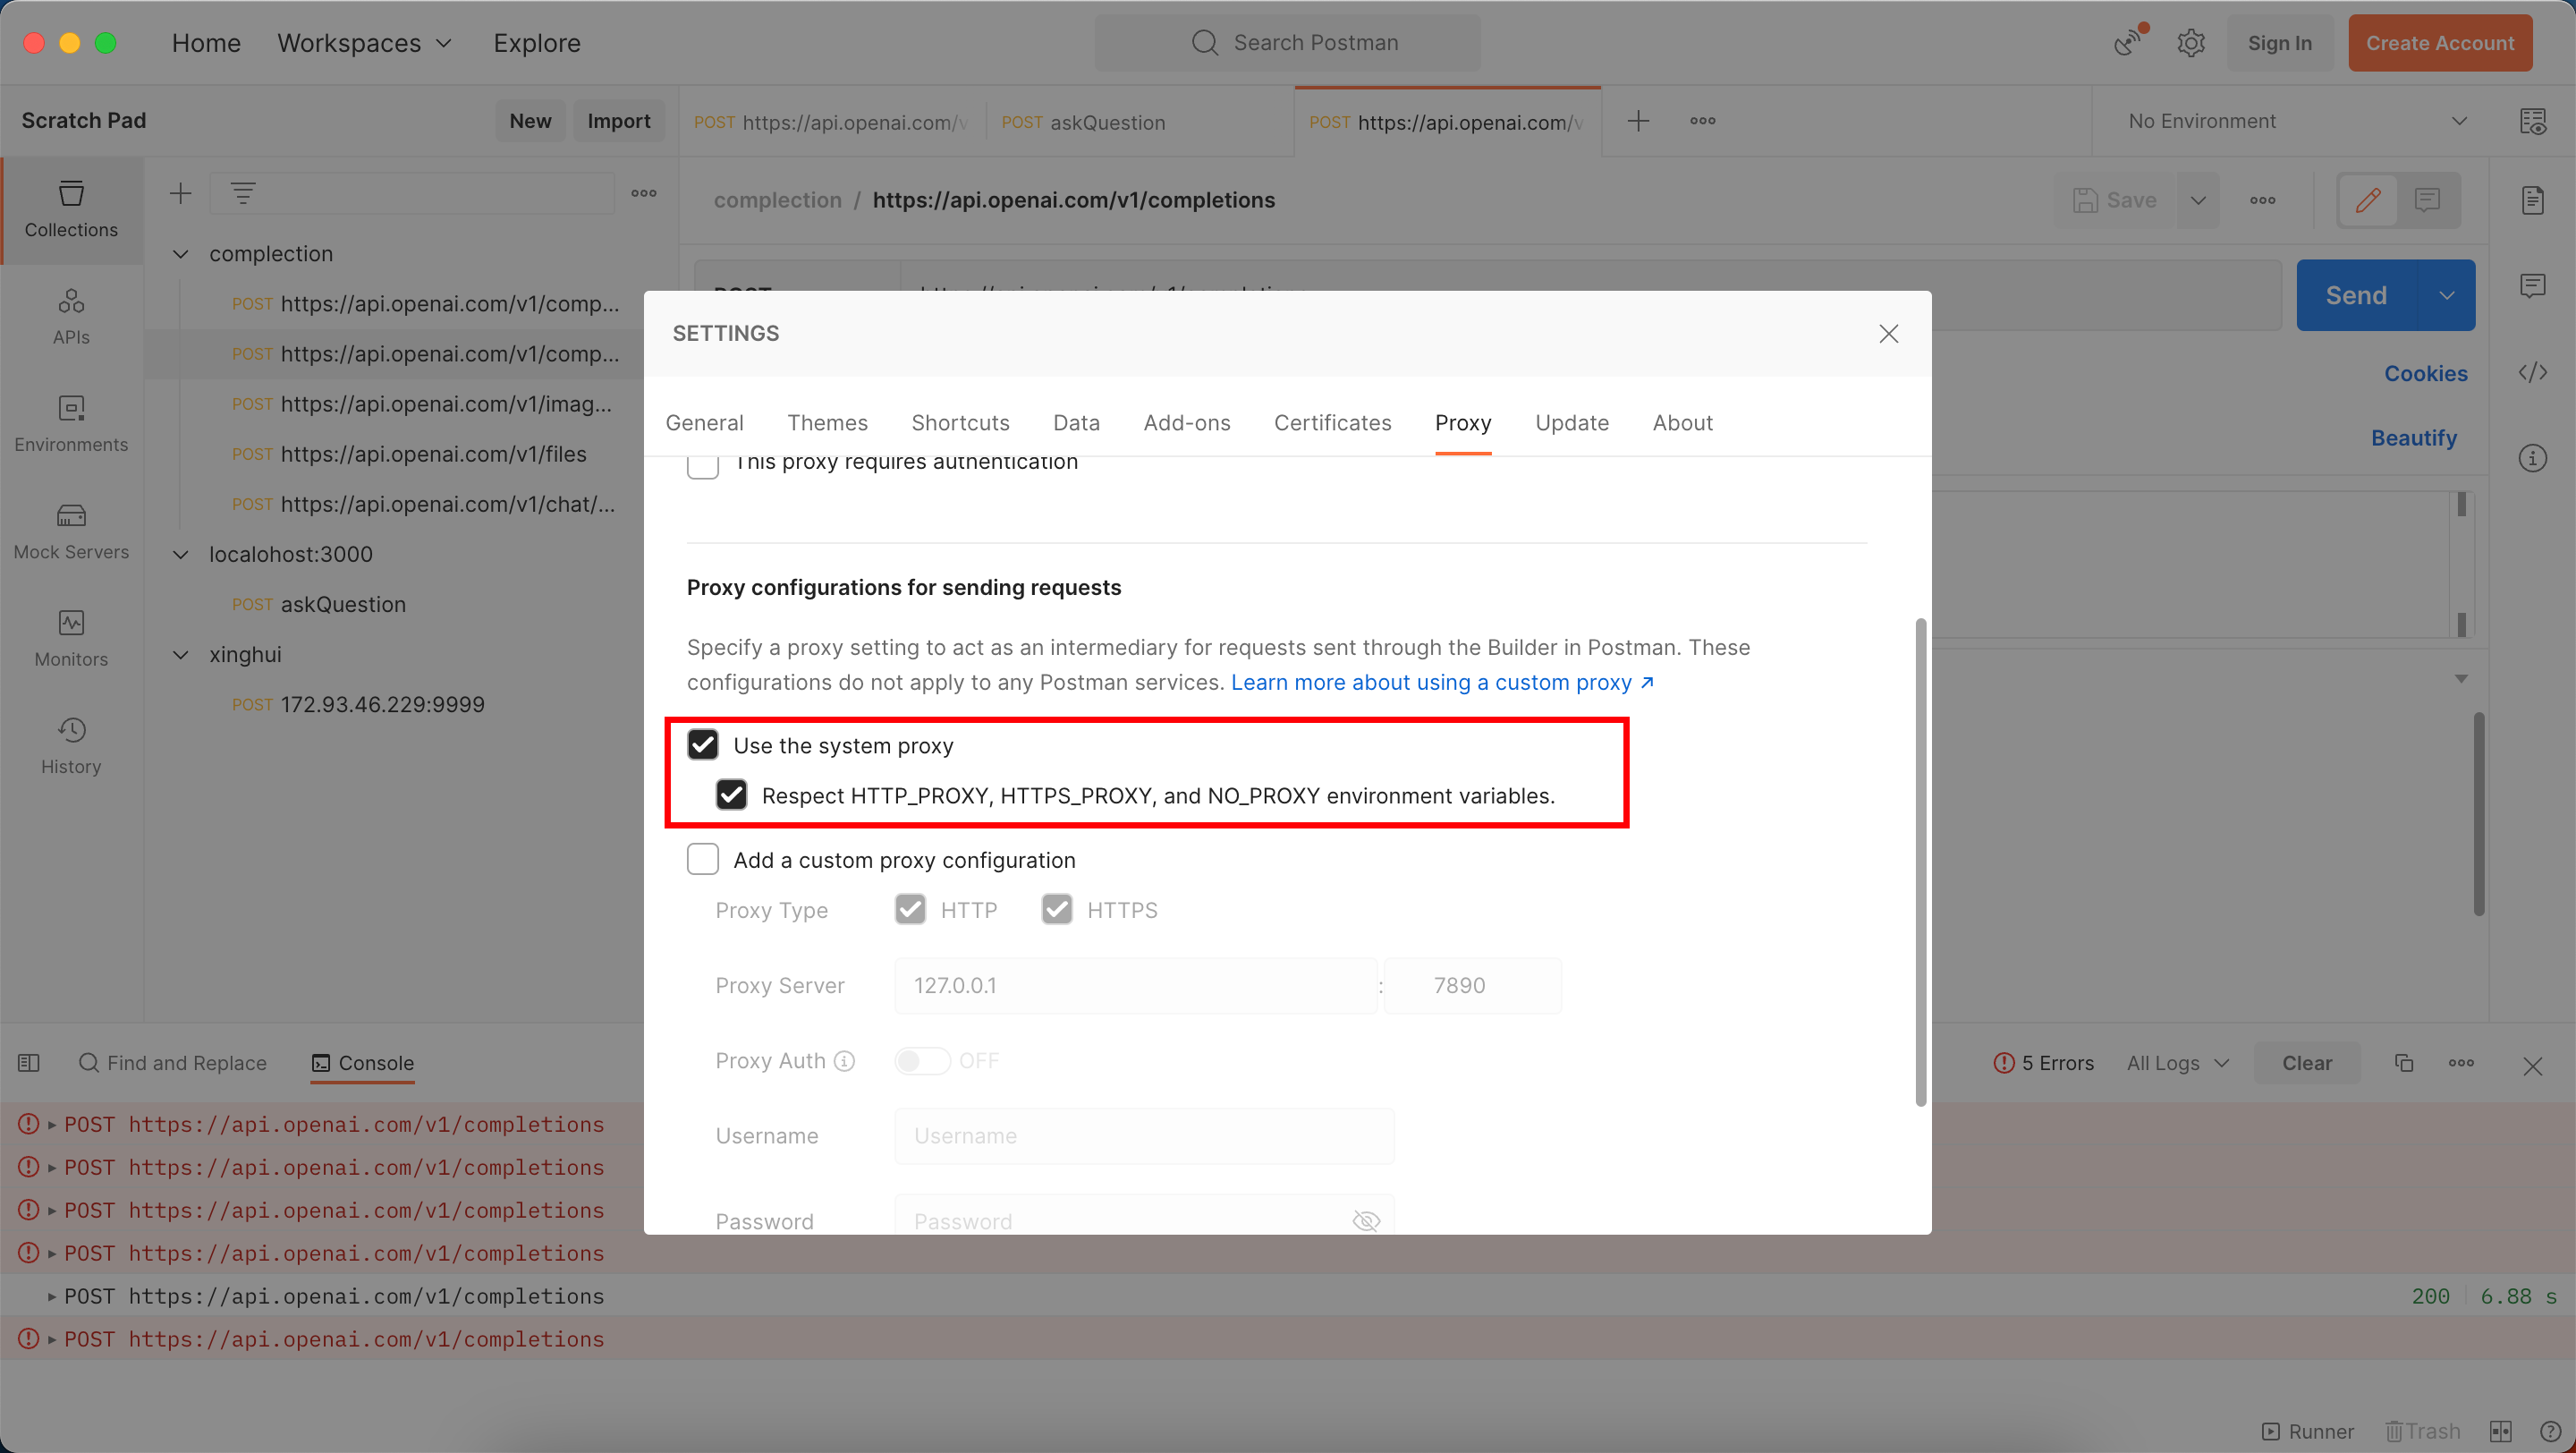 Home Workspaces Explore Search Postman Sign In Create Account
Scratch Pad New Import
POST https://api.openai.com/v POST askQuestion POST https://api.openai.com/v No Environment
complection / https://api.openai.com/v1/completions Save
Collections
APIs
Environments
Mock Servers
Monitors
History
complection
POST https://api.openai.com/v1/comp...
POST https://api.openai.com/v1/comp...
POST https://api.openai.com/v1/imag...
POST https://api.openai.com/v1/files
POST https://api.openai.com/v1/chat/...
localohost:3000
POST askQuestion
xinghui
POST 172.93.46.229:9999
Send
Cookies
Beautify
SETTINGS
General Themes Shortcuts Data Add-ons Certificates Proxy Update About
This proxy requires authentication
Proxy configurations for sending requests
Specify a proxy setting to act as an intermediary for requests sent through the Builder in Postman. These
configurations do not apply to any Postman services. Learn more about using a custom proxy ↗
Use the system proxy
Respect HTTP_PROXY, HTTPS_PROXY, and NO_PROXY environment variables.
Add a custom proxy configuration
Proxy Type HTTP HTTPS
Proxy Server 127.0.0.1 : 7890
Proxy Auth OFF
Username Username
Password Password
Find and Replace Console 5 Errors All Logs Clear
POST https://api.openai.com/v1/completions
POST https://api.openai.com/v1/completions
POST https://api.openai.com/v1/completions
POST https://api.openai.com/v1/completions
POST https://api.openai.com/v1/completions 200 6.88 s
POST https://api.openai.com/v1/completions
Runner Trash